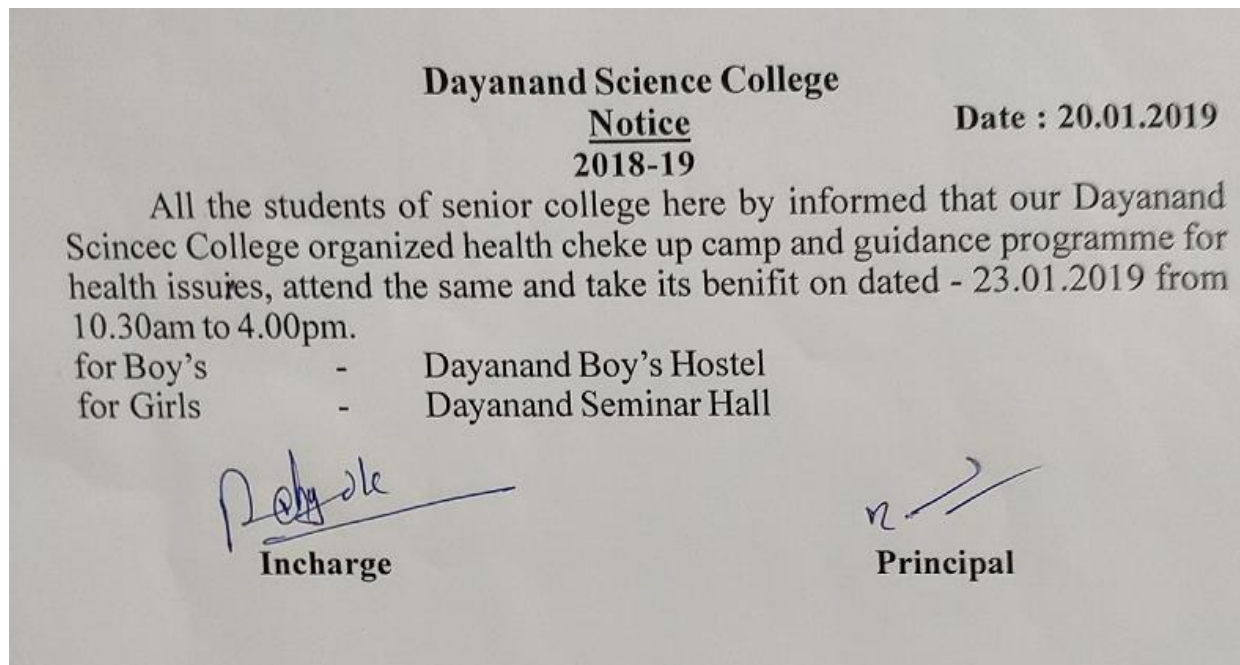 Dayanand Science College
Notice
Date : 20.01.2019
2018-19
All the students of senior college here by informed that our Dayanand
Scincec College organized health cheke up camp and guidance programme for
health issuires, attend the same and take its benifit on dated - 23.01.2019 from
10.30am to 4.00pm.
for Boy's - Dayanand Boy's Hostel
for Girls - Dayanand Seminar Hall
Incharge Principal